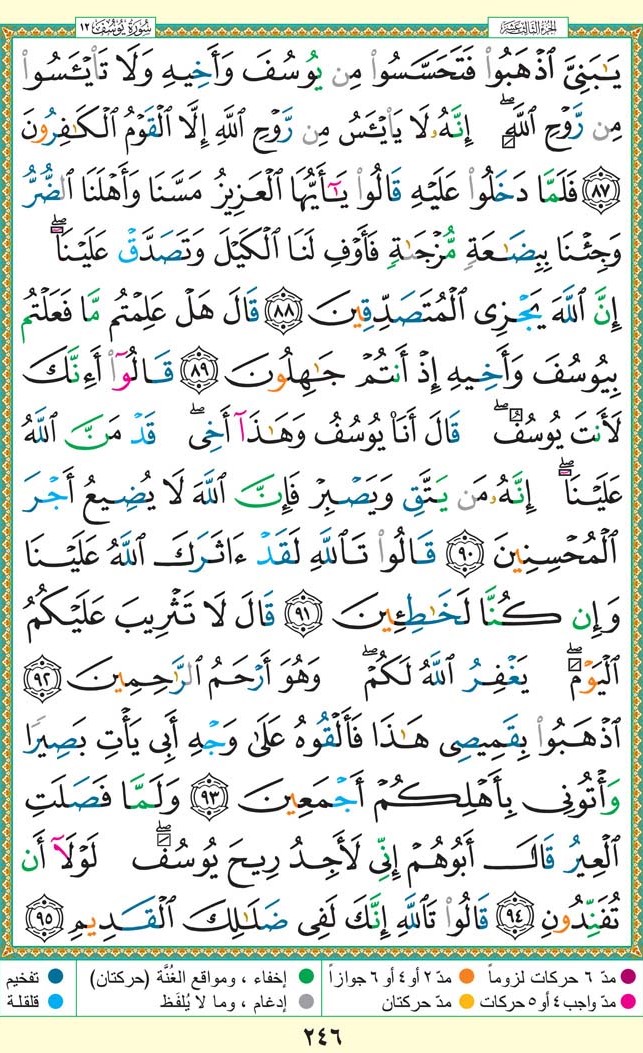 الجزء الثالث عشر
سُورَةُ يُوسُفَ ١٢
يَٰبَنِىَّ ٱذْهَبُوا۟ فَتَحَسَّسُوا۟ مِن يُوسُفَ وَأَخِيهِ وَلَا تَا۟يْـَٔسُوا۟
مِن رَّوْحِ ٱللَّهِۖ إِنَّهُۥ لَا يَا۟يْـَٔسُ مِن رَّوْحِ ٱللَّهِ إِلَّا ٱلْقَوْمُ ٱلْكَٰفِرُونَ
٨٧ فَلَمَّا دَخَلُوا۟ عَلَيْهِ قَالُوا۟ يَٰٓأَيُّهَا ٱلْعَزِيزُ مَسَّنَا وَأَهْلَنَا ٱلضُّرُّ
وَجِئْنَا بِبِضَٰعَةٍ مُّزْجَىٰةٍ فَأَوْفِ لَنَا ٱلْكَيْلَ وَتَصَدَّقْ عَلَيْنَآۖ
إِنَّ ٱللَّهَ يَجْزِى ٱلْمُتَصَدِّقِينَ ٨٨ قَالَ هَلْ عَلِمْتُم مَّا فَعَلْتُم
بِيُوسُفَ وَأَخِيهِ إِذْ أَنتُمْ جَٰهِلُونَ ٨٩ قَالُوٓا۟ أَءِنَّكَ
لَأَنتَ يُوسُفُۖ قَالَ أَنَا۠ يُوسُفُ وَهَٰذَآ أَخِىۖ قَدْ مَنَّ ٱللَّهُ
عَلَيْنَآۖ إِنَّهُۥ مَن يَتَّقِ وَيَصْبِرْ فَإِنَّ ٱللَّهَ لَا يُضِيعُ أَجْرَ
ٱلْمُحْسِنِينَ ٩٠ قَالُوا۟ تَٱللَّهِ لَقَدْ ءَاثَرَكَ ٱللَّهُ عَلَيْنَا
وَإِن كُنَّا لَخَٰطِـِٔينَ ٩١ قَالَ لَا تَثْرِيبَ عَلَيْكُمُ
ٱلْيَوْمَۖ يَغْفِرُ ٱللَّهُ لَكُمْۖ وَهُوَ أَرْحَمُ ٱلرَّٰحِمِينَ ٩٢
ٱذْهَبُوا۟ بِقَمِيصِى هَٰذَا فَأَلْقُوهُ عَلَىٰ وَجْهِ أَبِى يَأْتِ بَصِيرًا
وَأْتُونِى بِأَهْلِكُمْ أَجْمَعِينَ ٩٣ وَلَمَّا فَصَلَتِ
ٱلْعِيرُ قَالَ أَبُوهُمْ إِنِّى لَأَجِدُ رِيحَ يُوسُفَۖ لَوْلَآ أَن
تُفَنِّدُونِ ٩٤ قَالُوا۟ تَٱللَّهِ إِنَّكَ لَفِى ضَلَٰلِكَ ٱلْقَدِيمِ ٩٥
مدّ ٦ حركات لزوماً
مدّ ٢ أو ٤ أو ٦ جوازاً
إخفاء ، ومواقع الغُنَّة (حركتان)
تفخيم
مدّ واجب ٤ أو ٥ حركات
مدّ حركتان
إدغام ، وما لا يُلفَظ
قلقلة
٢٤٦